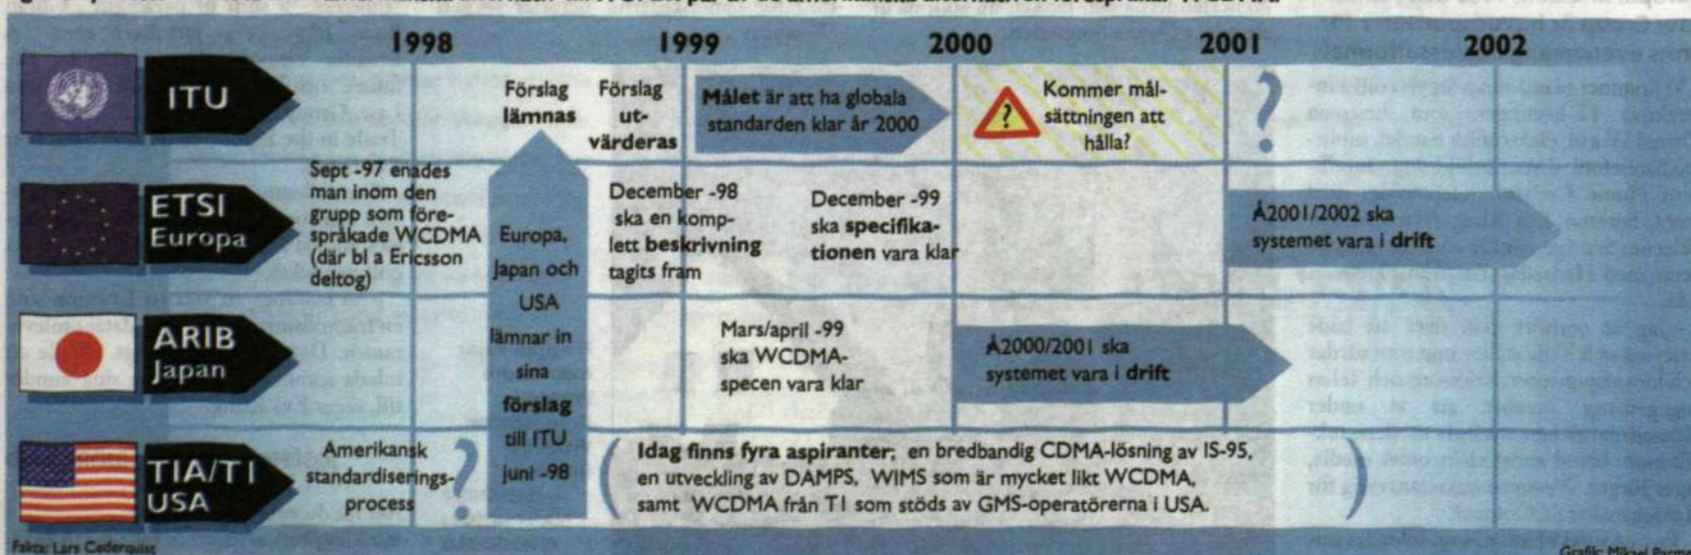 1998 1999 2000 2001 2002
ITU
Förslag
lämnas
Förslag
ut-
värderas
Målet är att ha globala
standarden klar år 2000
?
Kommer mål-
sättningen att
hålla?
?
ETSI
Europa
Sept -97 enades
man inom den
grupp som före-
språkade WCDMA
(där bl a Ericsson
deltog)
Europa,
Japan och
USA
lämnar in
sina
förslag
till ITU
juni -98
December -98
ska en komp-
lett beskrivning
tagits fram
December -99
ska specifika-
tionen vara klar
Å2001/2002 ska
systemet vara i drift
ARIB
Japan
Mars/april -99
ska WCDMA-
specen vara klar
Å2000/2001 ska
systemet vara i drift
TIA/T1
USA
Amerikansk
standardiserings-
process
?
( Idag finns fyra aspiranter; en bredbandig CDMA-lösning av IS-95,
en utveckling av DAMPS, WIMS som är mycket likt WCDMA,
samt WCDMA från T1 som stöds av GMS-operatörerna i USA. )
Fakta: Lars Cederquist
Grafik: Mikael